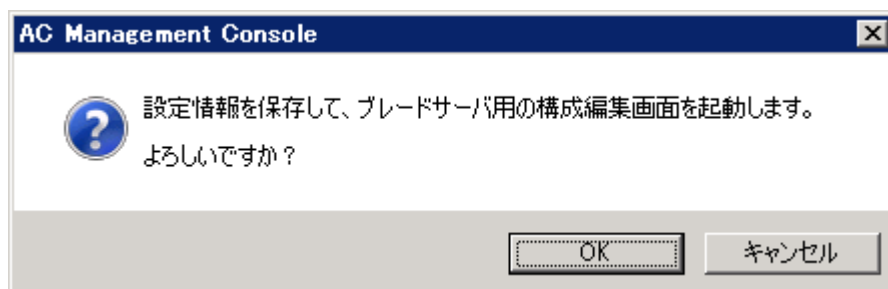 AC Management Console
設定情報を保存して、ブレードサーバ用の構成編集画面を起動します。
よろしいですか？
OK
キャンセル